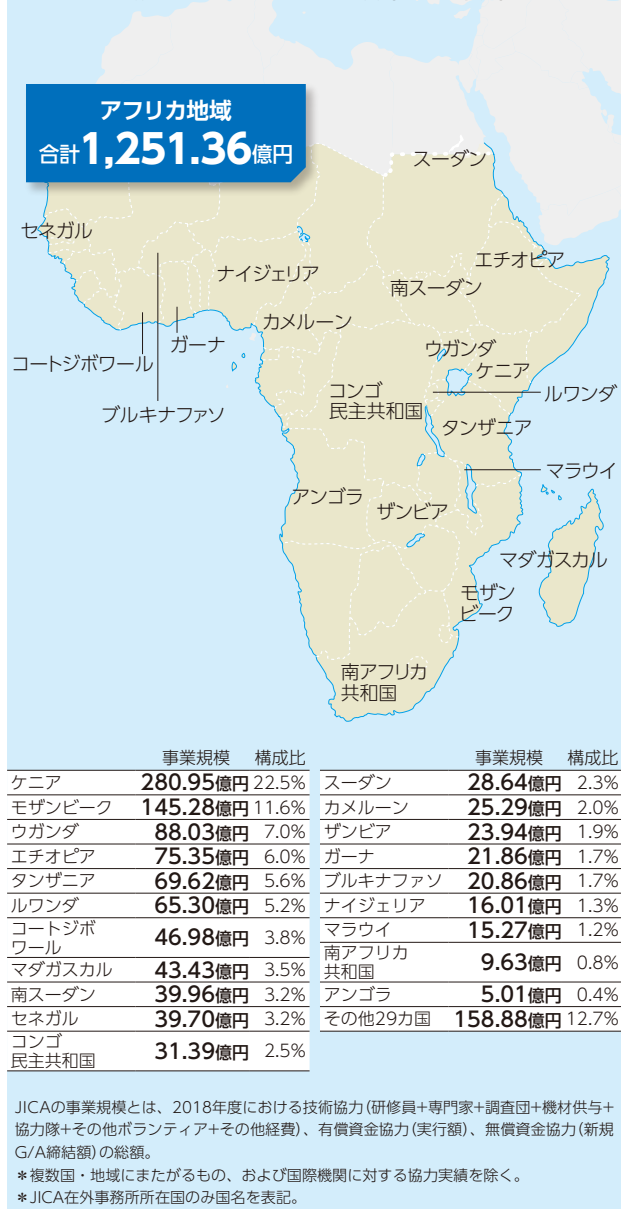 アフリカ地域
合計1,251.36億円
スーダン
セネガル
エチオピア
ナイジェリア
南スーダン
カメルーン
ガーナ
ウガンダ
コートジボワール
ケニア
コンゴ
民主共和国
ルワンダ
ブルキナファソ
タンザニア
マラウイ
アンゴラ
ザンビア
マダガスカル
モザン
ビーク
南アフリカ
共和国
事業規模 構成比
ケニア 280.95億円 22.5%
モザンビーク 145.28億円 11.6%
ウガンダ 88.03億円 7.0%
エチオピア 75.35億円 6.0%
タンザニア 69.62億円 5.6%
ルワンダ 65.30億円 5.2%
コートジボ
ワール 46.98億円 3.8%
マダガスカル 43.43億円 3.5%
南スーダン 39.96億円 3.2%
セネガル 39.70億円 3.2%
コンゴ
民主共和国 31.39億円 2.5%
事業規模 構成比
スーダン 28.64億円 2.3%
カメルーン 25.29億円 2.0%
ザンビア 23.94億円 1.9%
ガーナ 21.86億円 1.7%
ブルキナファソ 20.86億円 1.7%
ナイジェリア 16.01億円 1.3%
マラウイ 15.27億円 1.2%
南アフリカ
共和国 9.63億円 0.8%
アンゴラ 5.01億円 0.4%
その他29カ国 158.88億円 12.7%
JICAの事業規模とは、2018年度における技術協力(研修員+専門家+調査団+機材供与+
協力隊+その他ボランティア+その他経費)、有償資金協力(実行額)、無償資金協力(新規
G/A締結額)の総額。
*複数国・地域にまたがるもの、および国際機関に対する協力実績を除く。
*JICA在外事務所所在国のみ国名を表記。